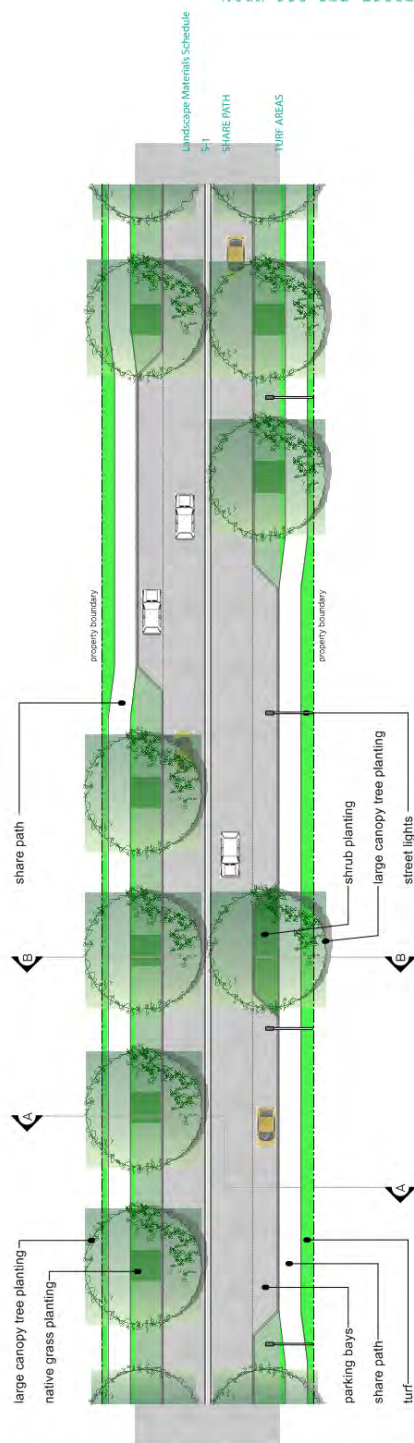 large canopy tree planting
native grass planting
A
B
share path
property boundary
Landscape Materials Schedule
S-1
SHARE PATH
TURF AREAS
parking bays
share path
turf
A
B
shrub planting
large canopy tree planting
street lights
property boundary